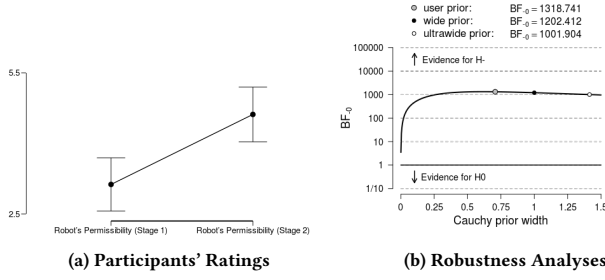 5.5
2.5
Robot's Permissibility (Stage 1) Robot's Permissibility (Stage 2)
(a) Participants' Ratings
user prior: BF-0 = 1318.741
wide prior: BF-0 = 1202.412
ultrawide prior: BF-0 = 1001.904
100000
10000
1000
100
10
1
1/10
BF-0
Evidence for H-
Evidence for H0
0 0.25 0.5 0.75 1 1.25 1.5
Cauchy prior width
(b) Robustness Analyses